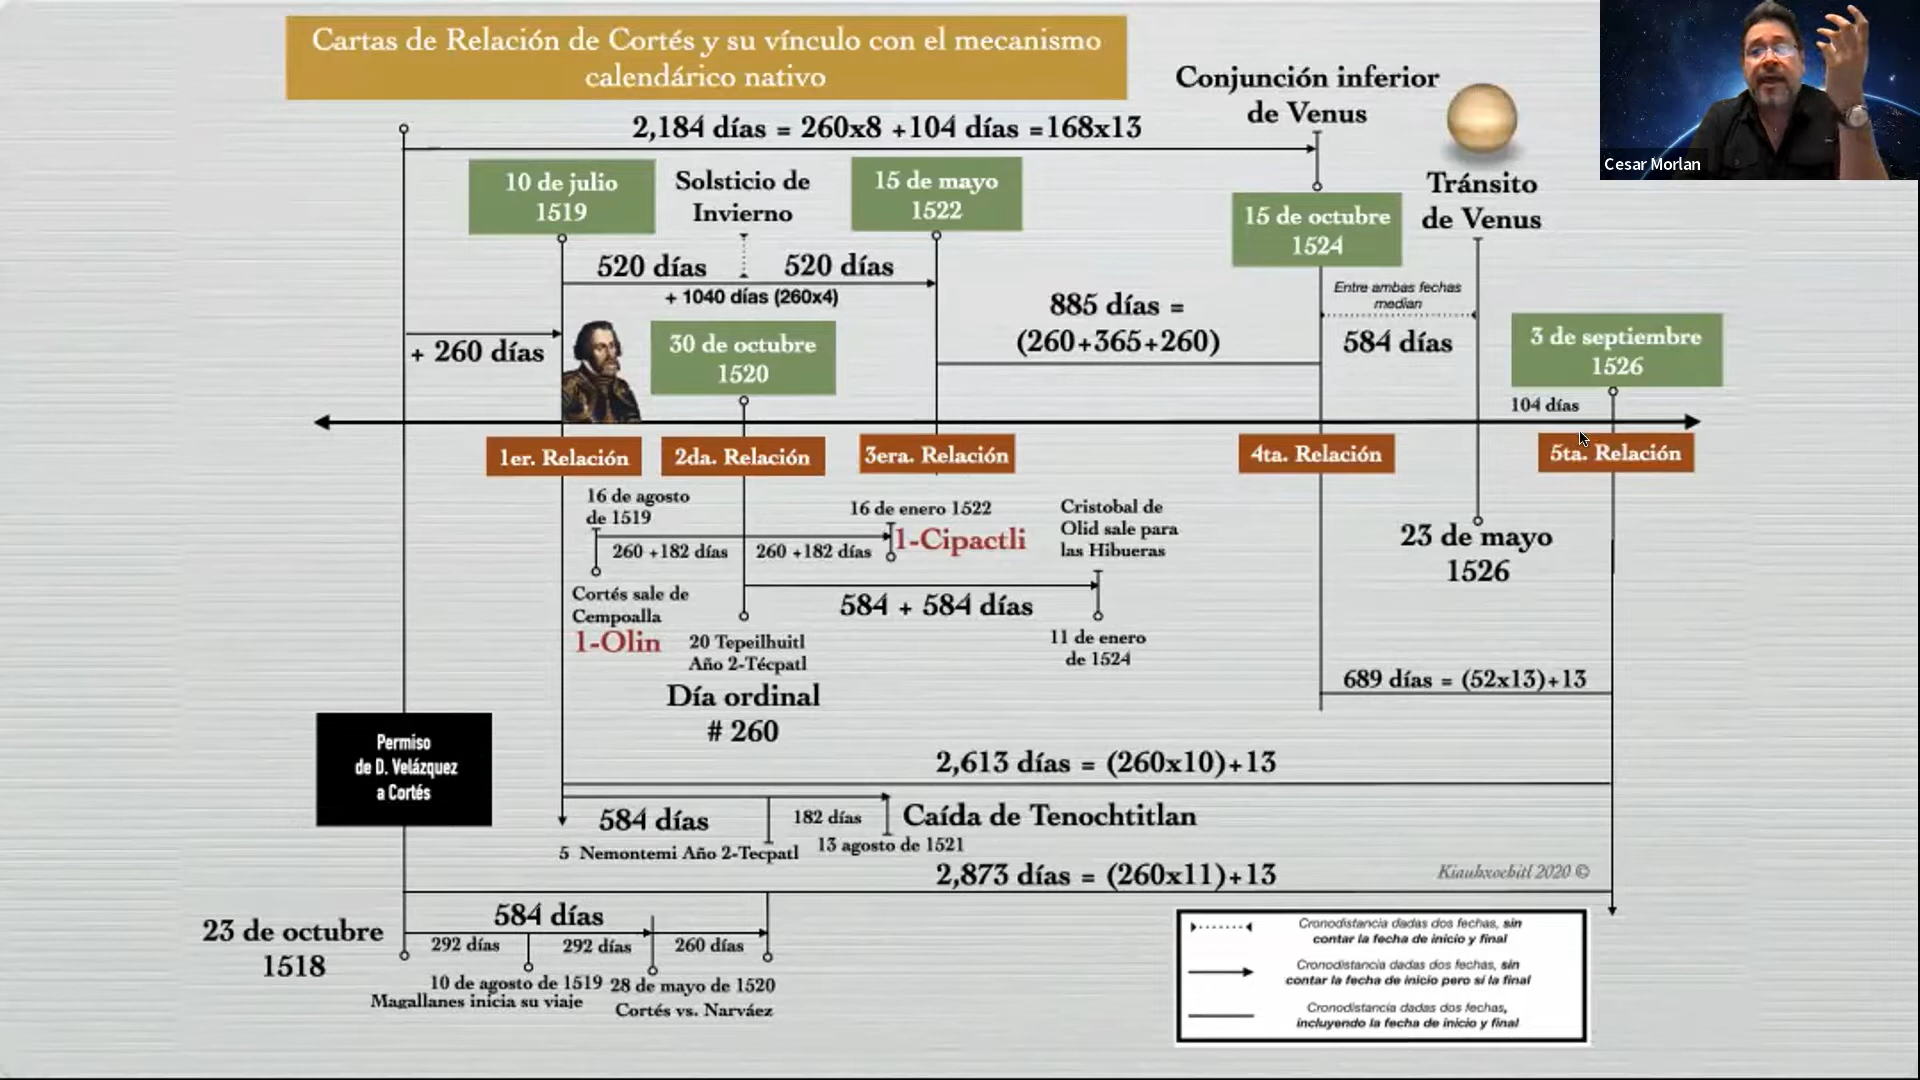 Cartas de Relación de Cortés y su vínculo con el mecanismo
calendárico nativo
Cesar Morlan
Conjunción inferior
de Venus
2,184 días = 260x8 +104 días =168x13
10 de julio
1519
Solsticio de
Invierno
15 de mayo
1522
15 de octubre
1524
Tránsito
de Venus
520 días
520 días
+ 1040 días (260x4)
Entre ambas fechas
median
885 días =
(260+365+260)
584 días
+ 260 días
30 de octubre
1520
3 de septiembre
1526
104 días
1er. Relación
2da. Relación
3era. Relación
4ta. Relación
5ta. Relación
16 de agosto
de 1519
16 de enero 1522
1-Cipactli
260 +182 días
260 +182 días
Cristobal de
Olid sale para
las Hibueras
23 de mayo
1526
Cortés sale de
Cempoalla
1-Olin
584 + 584 días
20 Tepeilhuitl
Año 2-Técpatl
Día ordinal
# 260
11 de enero
de 1524
689 días = (52x13)+13
Permiso
de D. Velázquez
a Cortés
2,613 días = (260x10)+13
584 días
182 días
Caída de Tenochtitlan
5 Nemontemi Año 2-Tecpatl
13 agosto de 1521
2,873 días = (260x11)+13
Kiauhxochitl 2020 ©
23 de octubre
1518
584 días
292 días
292 días
260 días
10 de agosto de 1519
Magallanes inicia su viaje
28 de mayo de 1520
Cortés vs. Narváez
Cronodistancia dadas dos fechas, sin
contar la fecha de inicio y final
Cronodistancia dadas dos fechas, sin
contar la fecha de inicio pero sí la final
Cronodistancia dadas dos fechas,
incluyendo la fecha de inicio y final